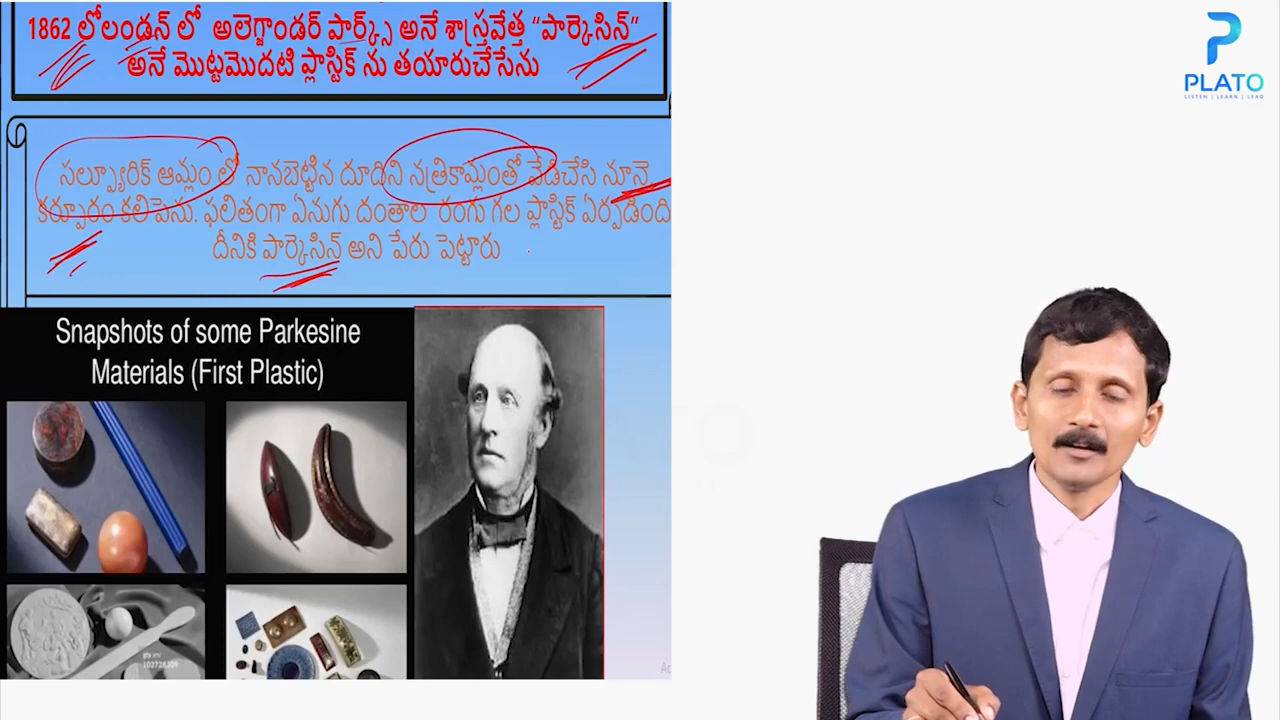 1862 లోలండన్ లో అలెగ్జాండర్ పార్క్స్ అనే శాస్త్రవేత్త “పార్కెసిన్”
అనే మొట్టమొదటి ప్లాస్టిక్ ను తయారుచేసేను
సల్ఫ్యూరిక్ ఆమ్లం లో నానబెట్టిన దూదిని నత్రికామ్లంతో వేడిచేసి నూనె
కర్పూరం కలిపెను. ఫలితంగా ఏనుగు దంతాల రంగు గల ప్లాస్టిక్ ఏర్పడింది
దీనికి పార్కెసిన్ అని పేరు పెట్టారు
Snapshots of some Parkesine
Materials (First Plastic)
102728209
PLATO
LISTEN | LEARN | LEAD